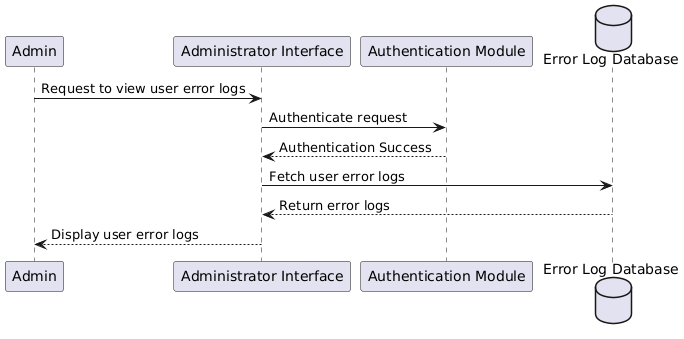 Admin
Administrator Interface
Authentication Module
Error Log Database
Request to view user error logs
Authenticate request
Authentication Success
Fetch user error logs
Return error logs
Display user error logs
Admin
Administrator Interface
Authentication Module
Error Log Database